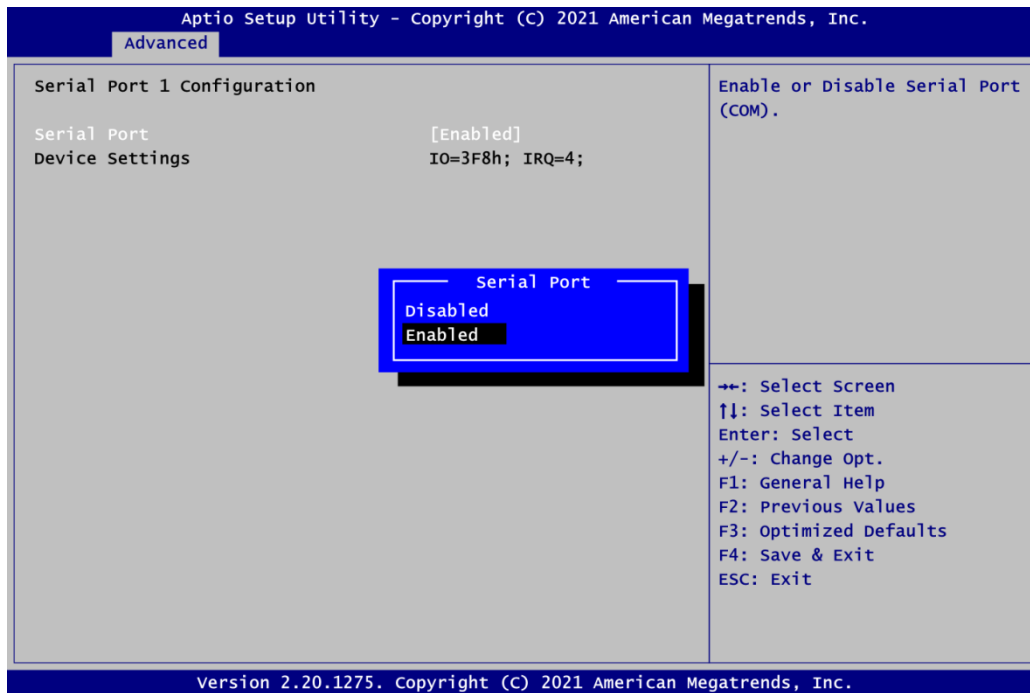 Aptio Setup Utility - Copyright (C) 2021 American Megatrends, Inc.
Advanced
Serial Port 1 Configuration
Serial Port [Enabled]
Device Settings IO=3F8h; IRQ=4;
Serial Port
Disabled
Enabled
Enable or Disable Serial Port
(COM).
→←: Select Screen
↑↓: Select Item
Enter: Select
+/-: Change Opt.
F1: General Help
F2: Previous Values
F3: Optimized Defaults
F4: Save & Exit
ESC: Exit
Version 2.20.1275. Copyright (C) 2021 American Megatrends, Inc.